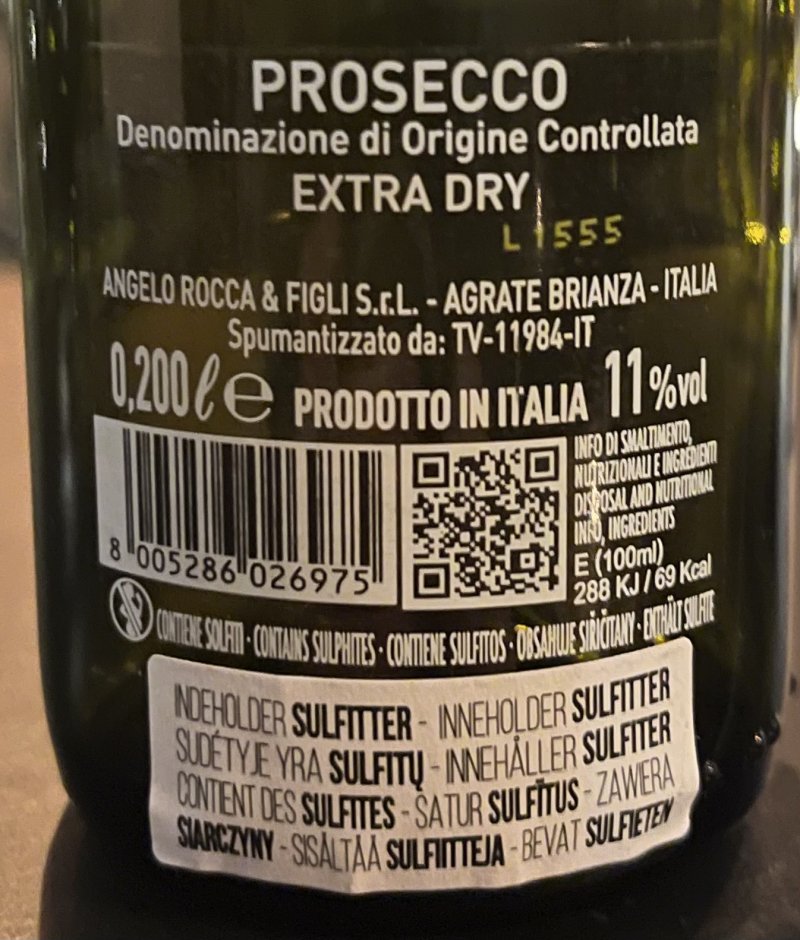 PROSECCO
Denominazione di Origine Controllata
EXTRA DRY
L 1555
ANGELO ROCCA & FIGLI S.r.L. - AGRATE BRIANZA - ITALIA
Spumantizzato da: TV-11984-IT
0,200 ℓ ℮ PRODOTTO IN ITALIA 11%vol
INFO DI SMALTIMENTO,
NUTRIZIONALI E INGREDIENTI
DISPOSAL AND NUTRITIONAL
INFO, INGREDIENTS
E (100ml)
288 KJ / 69 Kcal
8 005286 026975
CONTIENE SOLFITI · CONTAINS SULPHITES · CONTIENE SULFITOS · OBSAHUJE SIŘIČITANY · ENTHÄLT SULFITE
INDEHOLDER SULFITTER - INNEHOLDER SULFITTER
SUDĖTYJE YRA SULFITŲ - INNEHÅLLER SULFITER
CONTIENT DES SULFITES - SATUR SULFĪTUS - ZAWIERA
SIARCZYNY - SISÄLTÄÄ SULFIITTEJA - BEVAT SULFIETEN